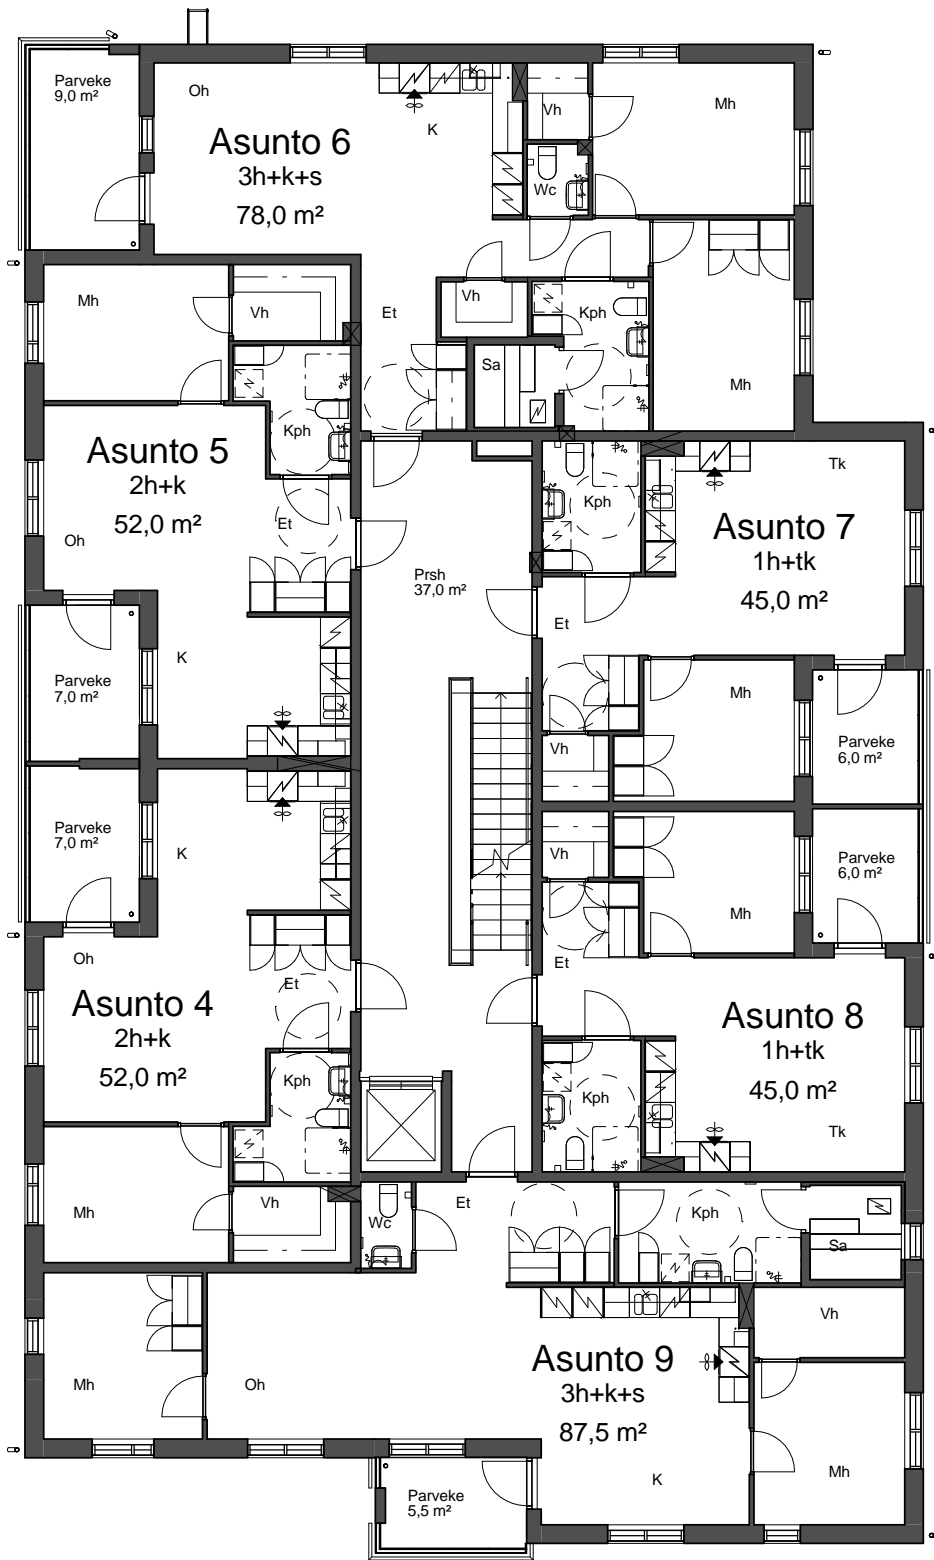 Parveke
9,0 m²
Oh
K
Vh
Mh
Asunto 6
3h+k+s
78,0 m²
Wc
Mh
Vh
Et
Vh
Kph
Sa
Mh
Asunto 5
2h+k
52,0 m²
Kph
Et
Oh
Kph
Tk
Asunto 7
1h+tk
45,0 m²
Prsh
37,0 m²
Et
K
Parveke
7,0 m²
Mh
Vh
Parveke
6,0 m²
Parveke
7,0 m²
K
Vh
Parveke
6,0 m²
Mh
Oh
Et
Et
Asunto 4
2h+k
52,0 m²
Asunto 8
1h+tk
45,0 m²
Kph
Kph
Tk
Mh
Vh
Wc
Et
Kph
Sa
Vh
Asunto 9
3h+k+s
87,5 m²
Mh
Oh
K
Mh
Parveke
5,5 m²